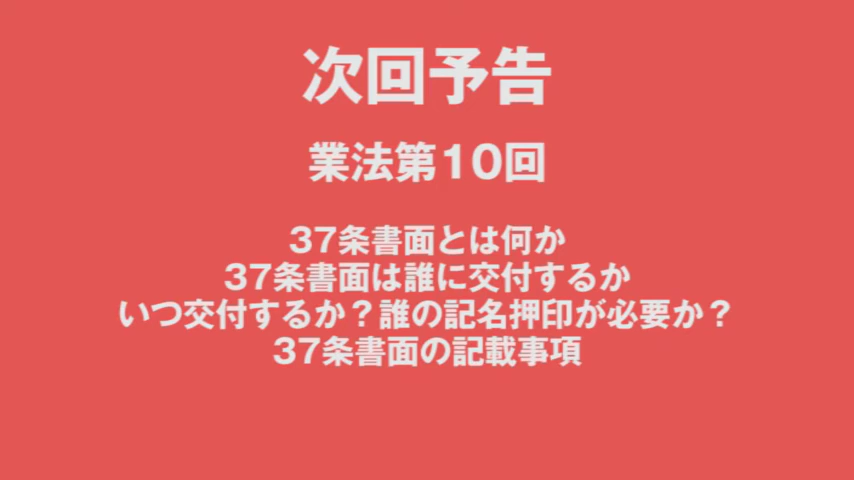 次回予告
業法第10回
37条書面とは何か
37条書面は誰に交付するか
いつ交付するか？誰の記名押印が必要か？
37条書面の記載事項